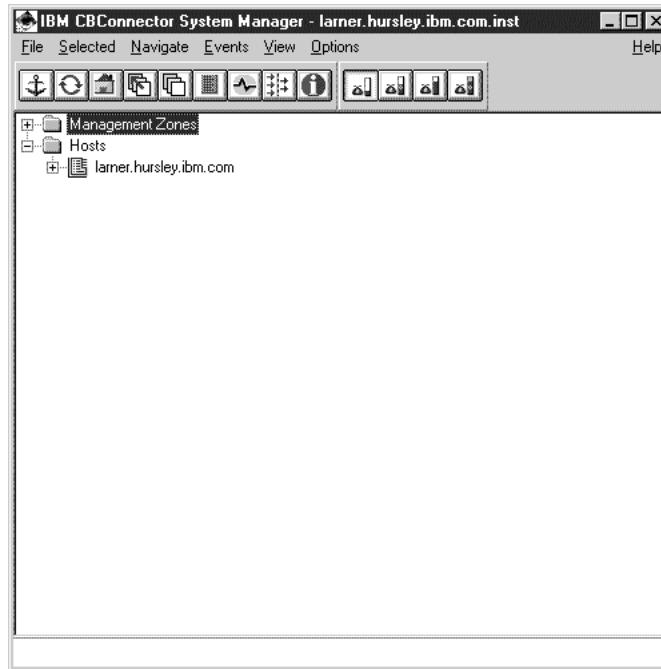 IBM CBConnector System Manager - larner.hursley.ibm.com.inst
File Selected Navigate Events View Options Help
Management Zones
Hosts
larner.hursley.ibm.com